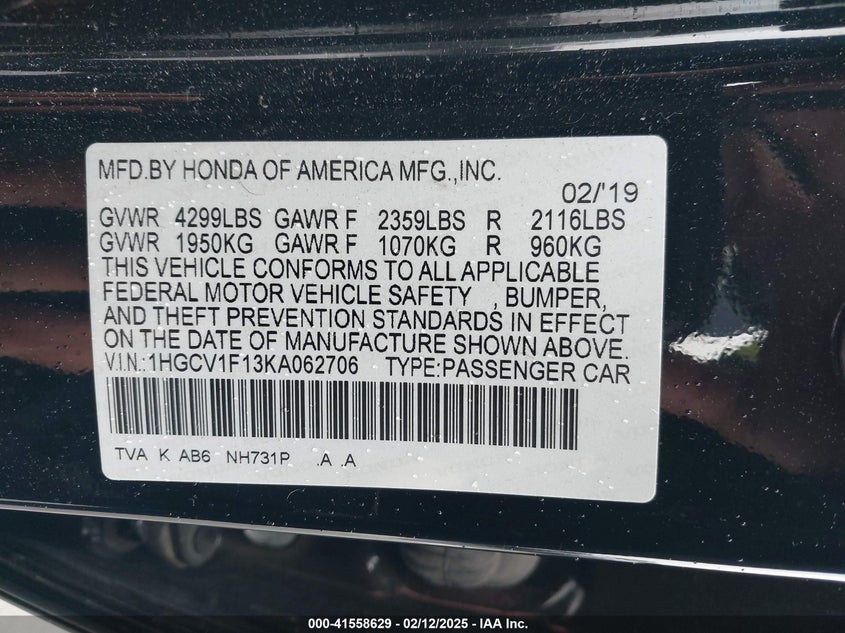 MFD.BY HONDA OF AMERICA MFG.,INC.
02/'19
GVWR 4299LBS GAWR F 2359LBS R 2116LBS
GVWR 1950KG GAWR F 1070KG R 960KG
THIS VEHICLE CONFORMS TO ALL APPLICABLE
FEDERAL MOTOR VEHICLE SAFETY , BUMPER,
AND THEFT PREVENTION STANDARDS IN EFFECT
ON THE DATE OF MANUFACTURE SHOWN ABOVE.
V.I.N.:1HGCV1F13KA062706 TYPE:PASSENGER CAR
TVA K AB6 NH731P .A .A
000-41558629 - 02/12/2025 - IAA Inc.